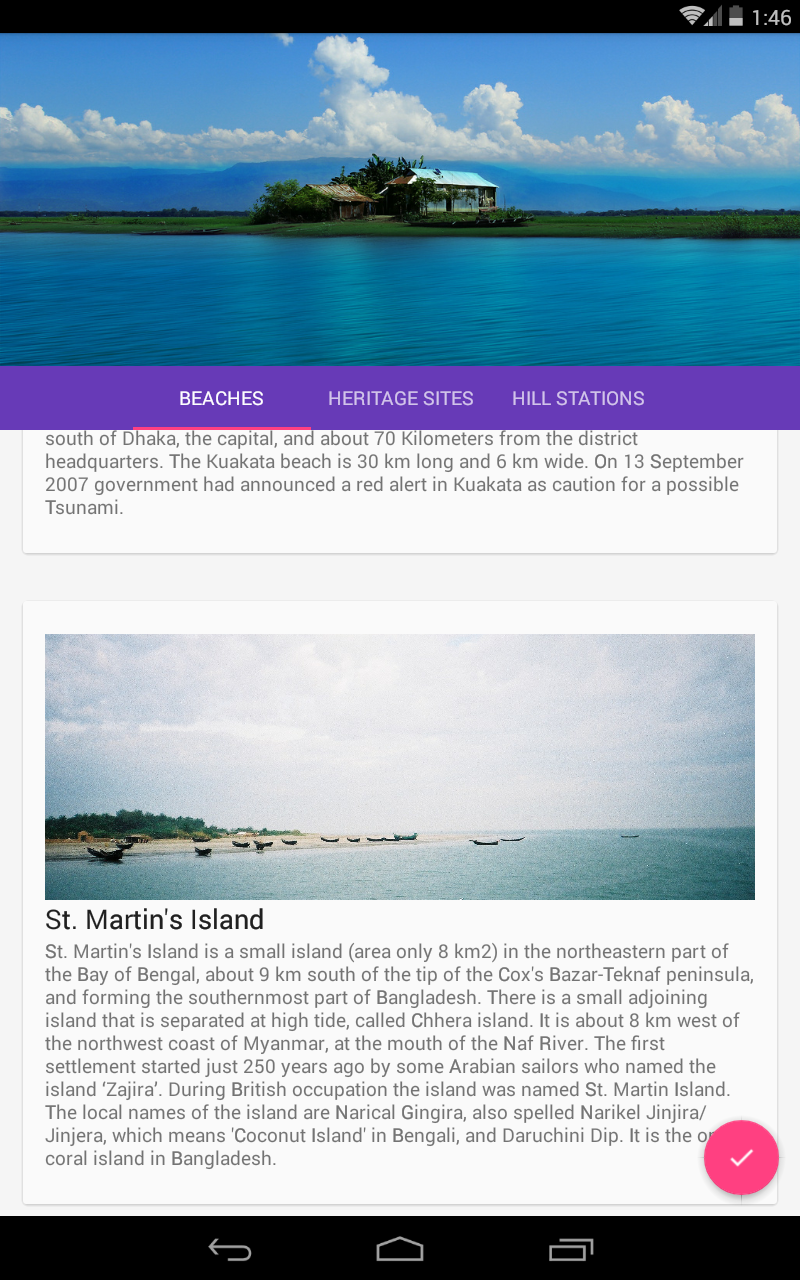 1:46
BEACHES HERITAGE SITES HILL STATIONS
south of Dhaka, the capital, and about 70 Kilometers from the district
headquarters. The Kuakata beach is 30 km long and 6 km wide. On 13 September
2007 government had announced a red alert in Kuakata as caution for a possible
Tsunami.
St. Martin's Island
St. Martin's Island is a small island (area only 8 km2) in the northeastern part of
the Bay of Bengal, about 9 km south of the tip of the Cox's Bazar-Teknaf peninsula,
and forming the southernmost part of Bangladesh. There is a small adjoining
island that is separated at high tide, called Chhera island. It is about 8 km west of
the northwest coast of Myanmar, at the mouth of the Naf River. The first
settlement started just 250 years ago by some Arabian sailors who named the
island ‘Zajira’. During British occupation the island was named St. Martin Island.
The local names of the island are Narical Gingira, also spelled Narikel Jinjira/
Jinjera, which means 'Coconut Island' in Bengali, and Daruchini Dip. It is the
coral island in Bangladesh.